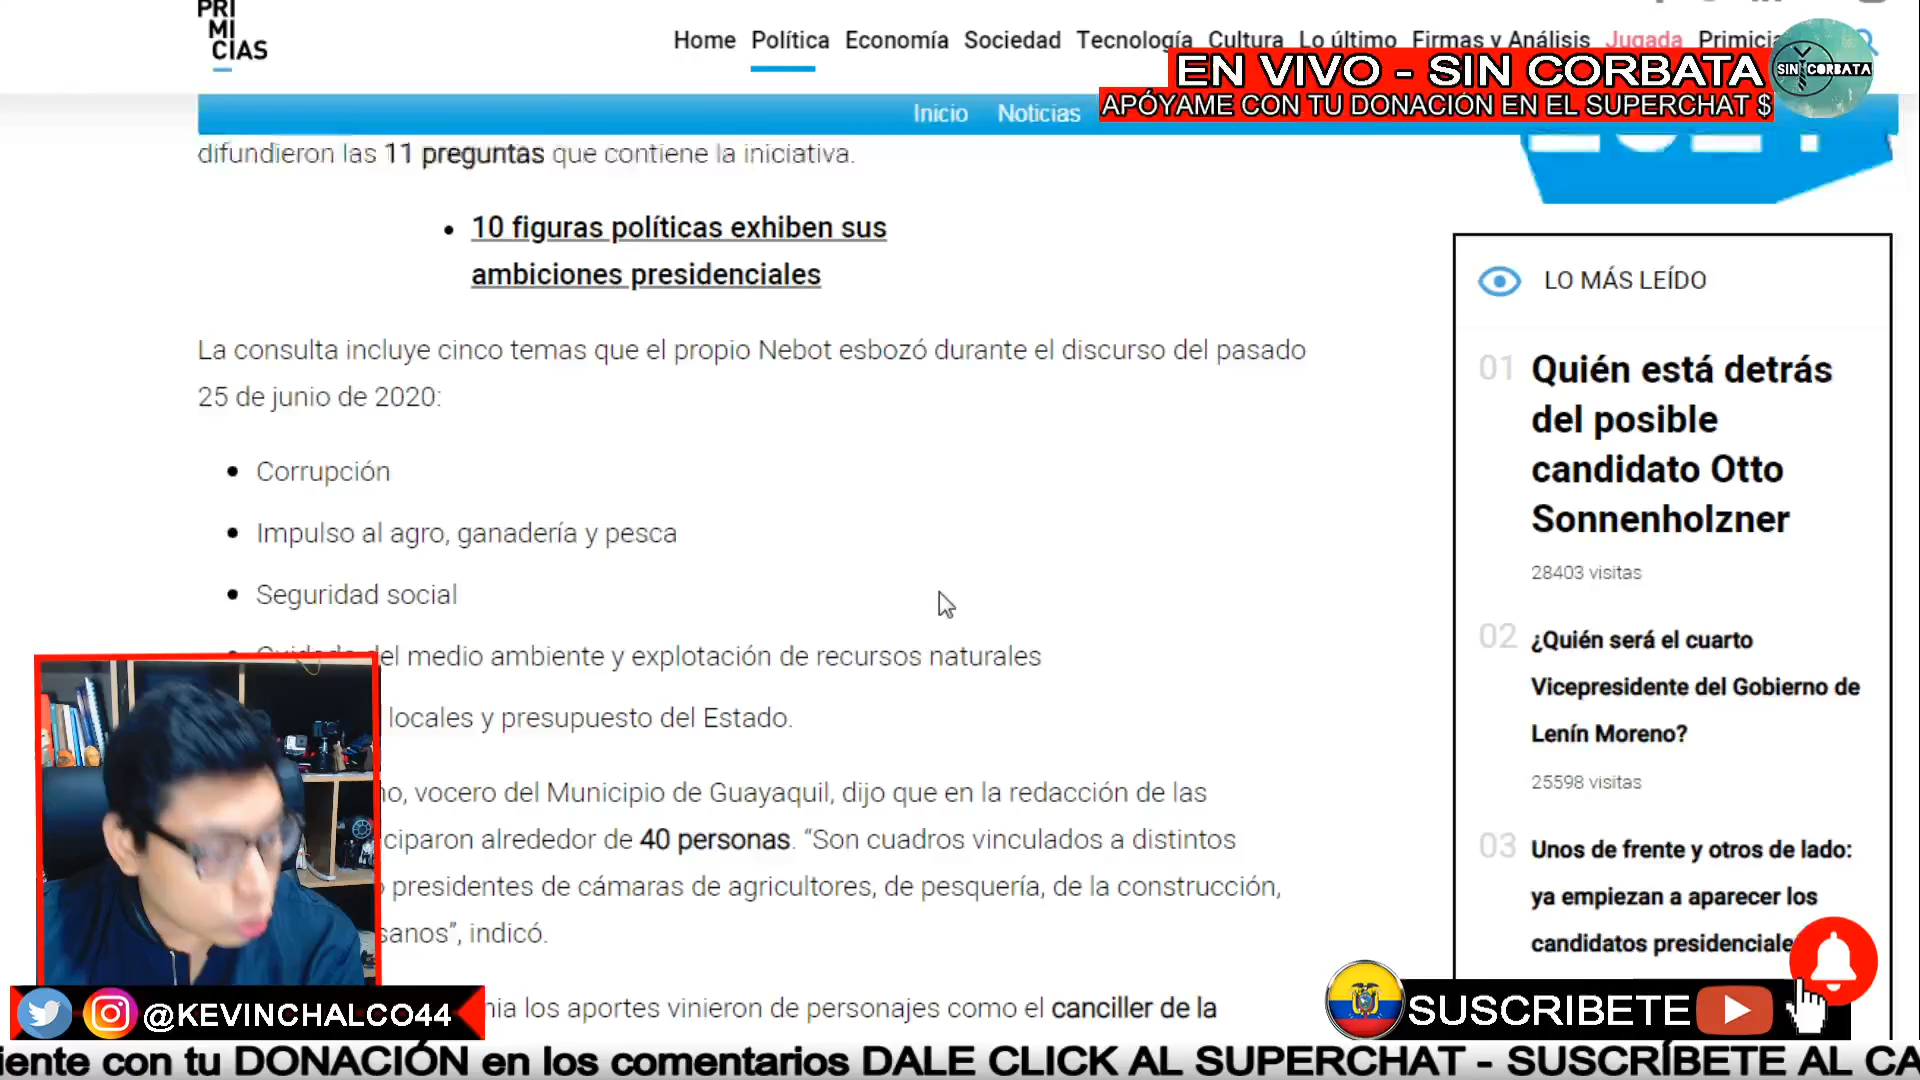 PRI
MI
CIAS
Home Política Economía Sociedad Tecnología Cultura Lo último Firmas y Análisis Jugada
EN VIVO - SIN CORBATA
SIN CORBATA
APÓYAME CON TU DONACIÓN EN EL SUPERCHAT $
Inicio Noticias
difundieron las 11 preguntas que contiene la iniciativa.
• 10 figuras políticas exhiben sus
ambiciones presidenciales
La consulta incluye cinco temas que el propio Nebot esbozó durante el discurso del pasado
25 de junio de 2020:
• Corrupción
• Impulso al agro, ganadería y pesca
• Seguridad social
medio ambiente y explotación de recursos naturales
locales y presupuesto del Estado.
vocero del Municipio de Guayaquil, dijo que en la redacción de las
alrededor de 40 personas. “Son cuadros vinculados a distintos
presidentes de cámaras de agricultores, de pesquería, de la construcción,
indicó.
los aportes vinieron de personajes como el canciller de la
LO MÁS LEÍDO
01 Quién está detrás
del posible
candidato Otto
Sonnenholzner
28403 visitas
02 ¿Quién será el cuarto
Vicepresidente del Gobierno de
Lenín Moreno?
25598 visitas
03 Unos de frente y otros de lado:
ya empiezan a aparecer los
candidatos
@KEVINCHALCO44
SUSCRIBETE
con tu DONACIÓN en los comentarios DALE CLICK AL SUPERCHAT - SUSCRÍBETE AL